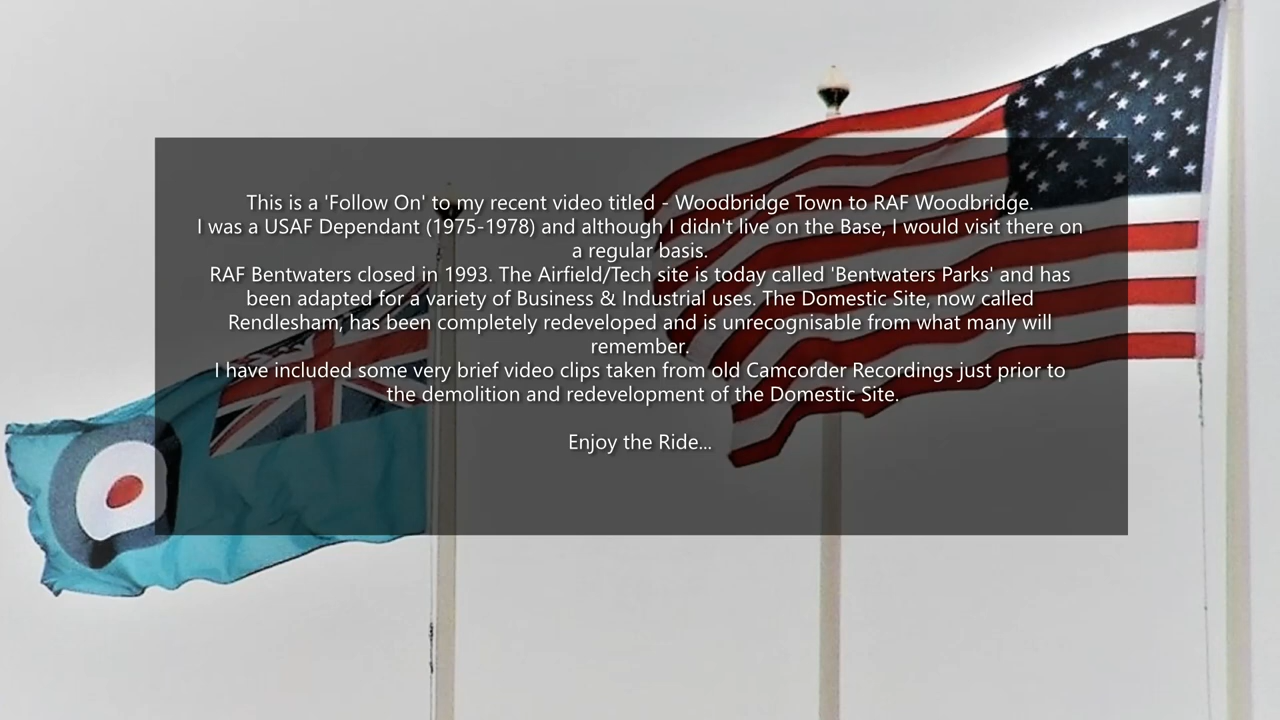 This is a 'Follow On' to my recent video titled - Woodbridge Town to RAF Woodbridge.
I was a USAF Dependant (1975-1978) and although I didn't live on the Base, I would visit there on
a regular basis.
RAF Bentwaters closed in 1993. The Airfield/Tech site is today called 'Bentwaters Parks' and has
been adapted for a variety of Business & Industrial uses. The Domestic Site, now called
Rendlesham, has been completely redeveloped and is unrecognisable from what many will
remember.
I have included some very brief video clips taken from old Camcorder Recordings just prior to
the demolition and redevelopment of the Domestic Site.
Enjoy the Ride...